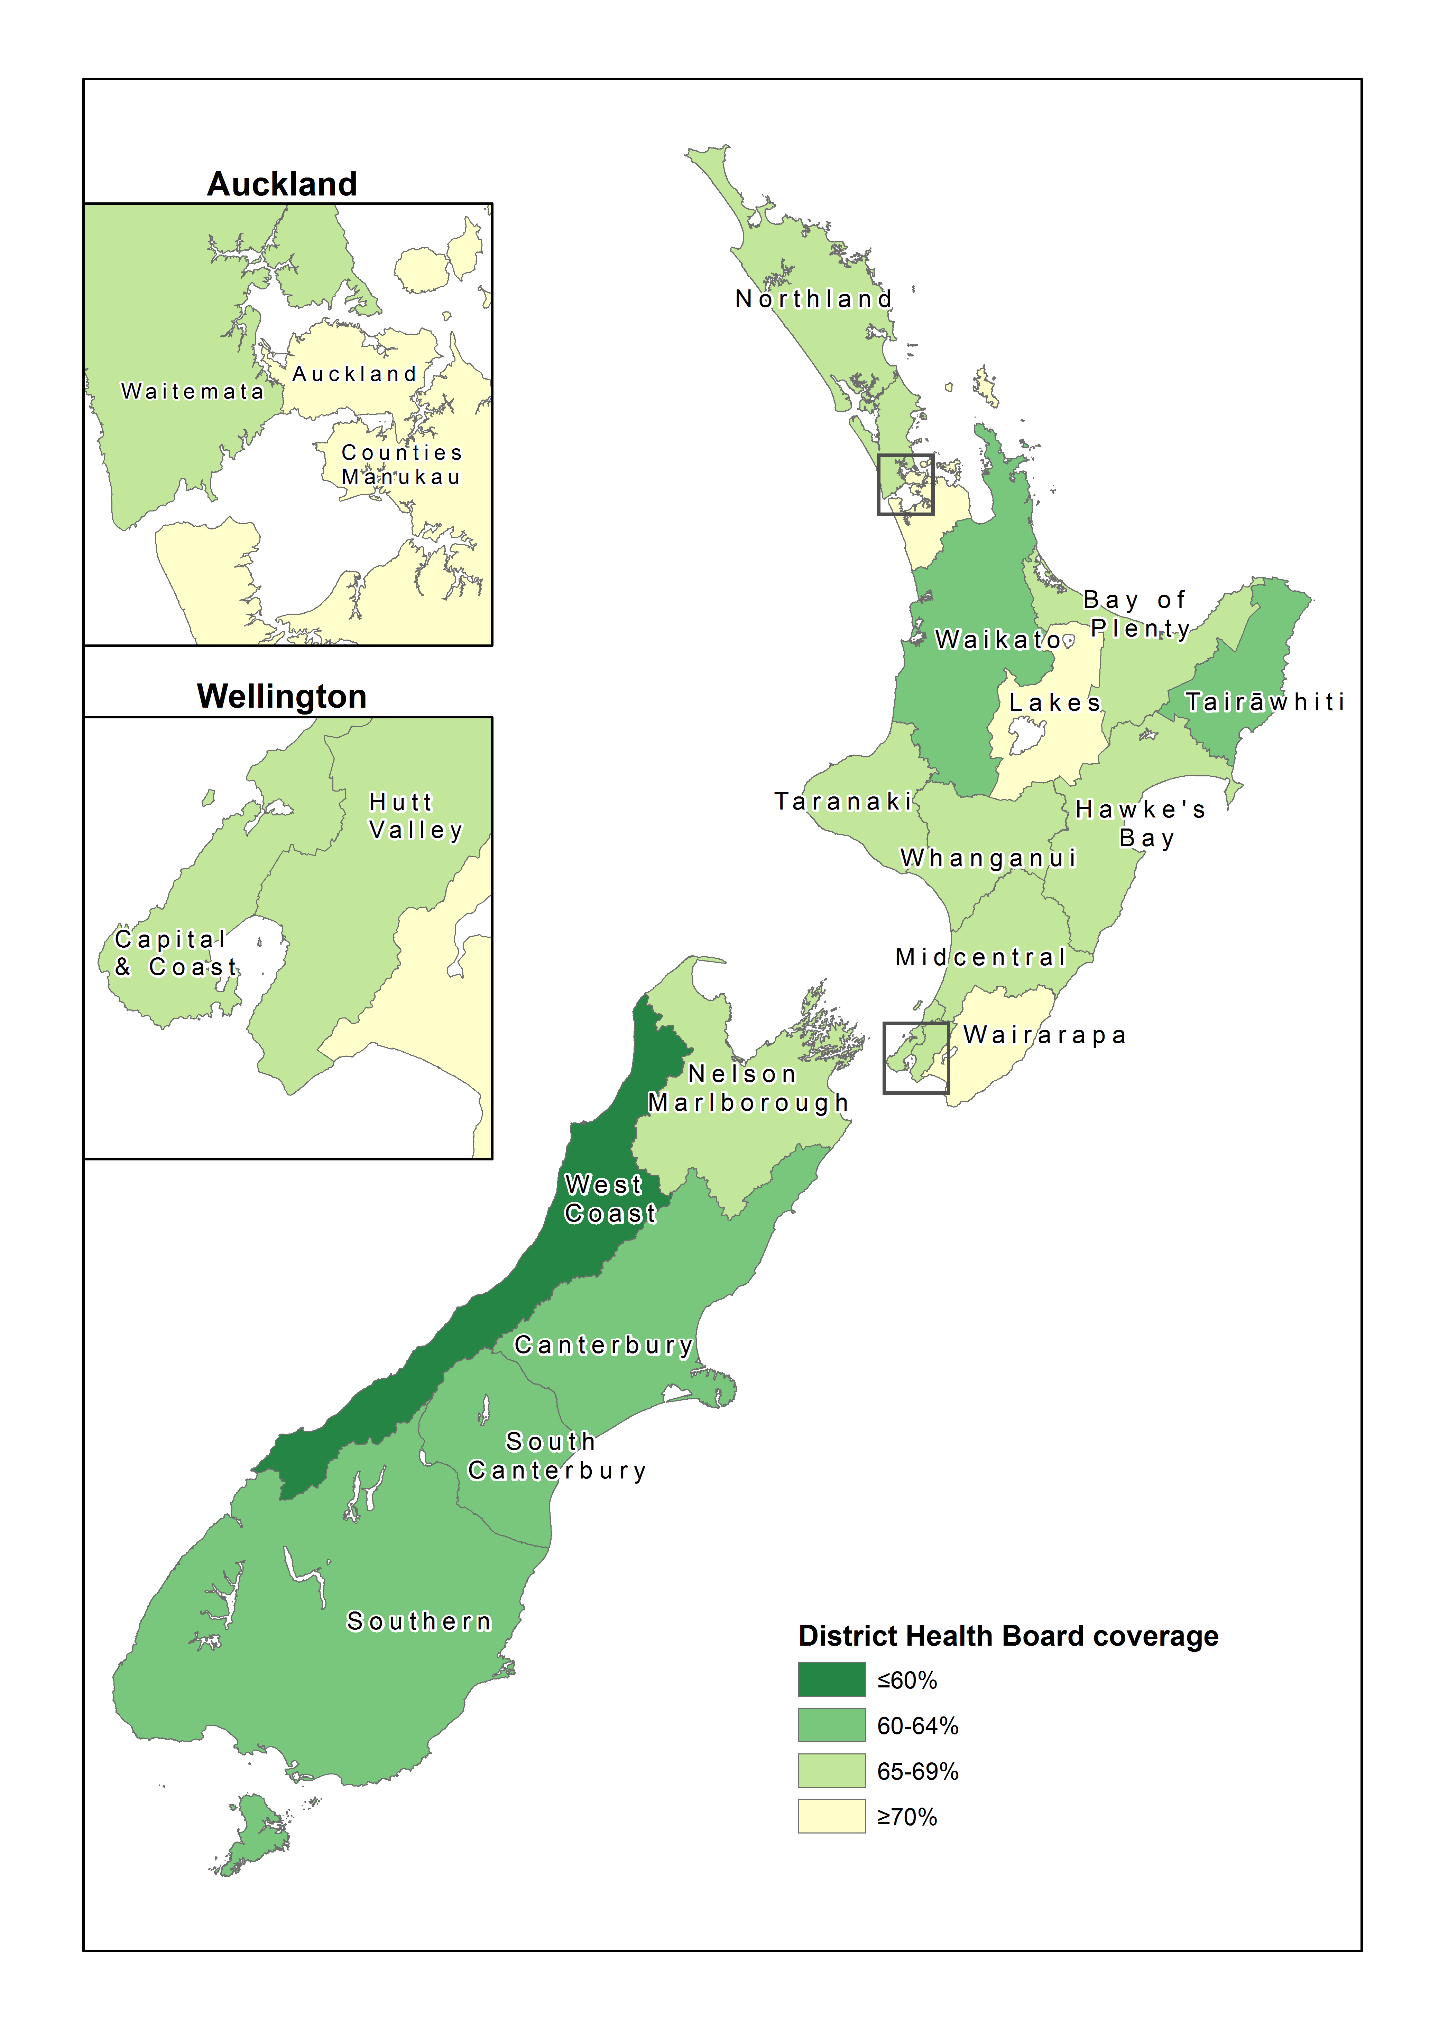 Auckland
Waitemata
Auckland
Counties
Manukau
Wellington
Hutt
Valley
Capital
& Coast
Northland
Bay of
Plenty
Waikato
Lakes
Tairāwhiti
Taranaki
Hawke's
Bay
Whanganui
Midcentral
Wairarapa
Nelson
Marlborough
West
Coast
Canterbury
South
Canterbury
Southern
District Health Board coverage
≤60%
60-64%
65-69%
≥70%